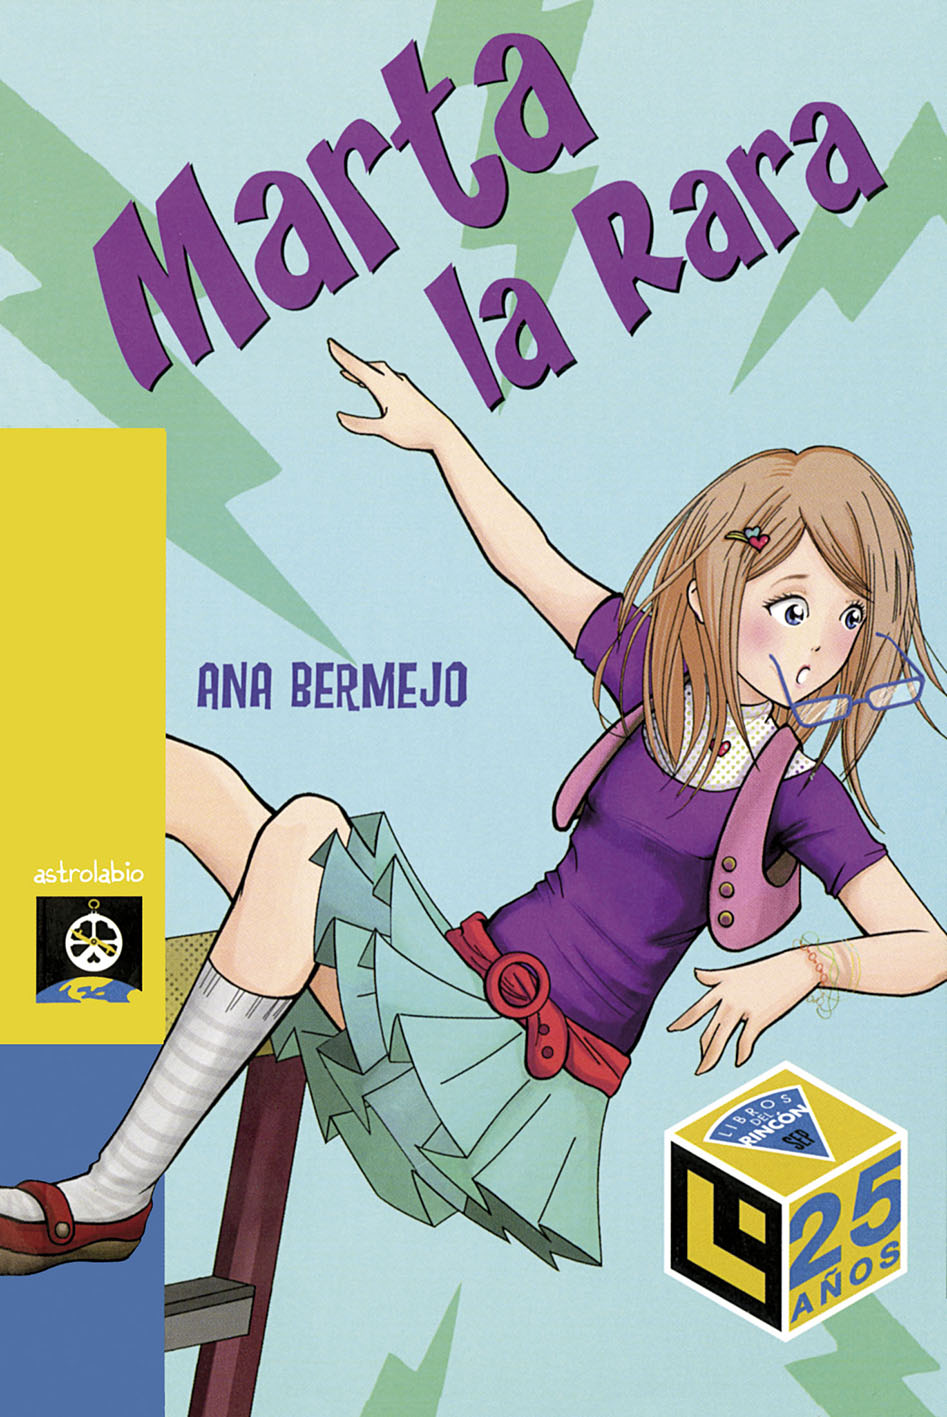 Marta
la Rara
ANA BERMEJO
astrolabio
LIBROS
DEL
RINCÓN
SEP
25
AÑOS